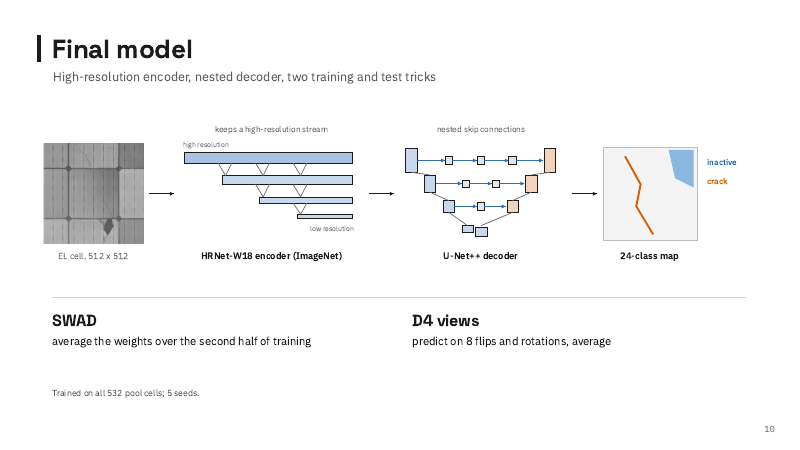 Final model
High-resolution encoder, nested decoder, two training and test tricks
keeps a high-resolution stream
nested skip connections
high resolution
inactive
crack
low resolution
EL cell, 512 x 512
HRNet-W18 encoder (ImageNet)
U-Net++ decoder
24-class map
SWAD
average the weights over the second half of training
D4 views
predict on 8 flips and rotations, average
Trained on all 532 pool cells; 5 seeds.
10